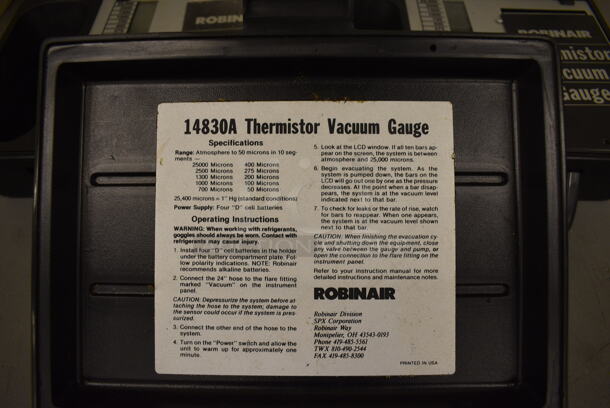 ROBINAIR
ROBINAIR
mistor
cuum
Gauge
14830A Thermistor Vacuum Gauge
Specifications
Range: Atmosphere to 50 microns in 10 seg-
ments —
25000 Microns 400 Microns
2500 Microns 275 Microns
1300 Microns 200 Microns
1000 Microns 100 Microns
700 Microns 50 Microns
25,400 microns = 1" Hg (standard conditions)
Power Supply: Four "D" cell batteries
Operating Instructions
WARNING: When working with refrigerants,
goggles should always be worn. Contact with
refrigerants may cause injury.
1. Install four "D" cell batteries in the holder
under the battery compartment plate. Fol-
low polarity indications. NOTE: Robinair
recommends alkaline batteries.
2. Connect the 24" hose to the flare fitting
marked "Vacuum" on the instrument
panel.
CAUTION: Depressurize the system before at-
taching the hose to the system; damage to
the sensor could occur if the system is pres-
surized.
3. Connect the other end of the hose to the
system.
4. Turn on the "Power" switch and allow the
unit to warm up for approximately one
minute.
5. Look at the LCD window. If all ten bars ap-
pear on the screen, the system is between
atmosphere and 25,000 microns.
6. Begin evacuating the system. As the
system is pumped down, the bars on the
LCD will go out one by one as the pressure
decreases. At the point when a bar disap-
pears, the system is at the vacuum level
indicated next to that bar.
7. To check for leaks or the rate of rise, watch
for bars to reappear. When one appears,
the system is at the vacuum level shown
next to that bar.
CAUTION: When finishing the evacuation cy-
cle and shutting down the equipment, close
any valve between the gauge and pump, or
open the connection to the flare fitting on the
instrument panel.
Refer to your instruction manual for more
detailed instructions and maintenance notes.
ROBINAIR
Robinair Division
SPX Corporation
Robinair Way
Montpelier, OH 43543-0193
Phone 419-485-5561
TWX 810-490-2544
FAX 419-485-8300
PRINTED IN USA